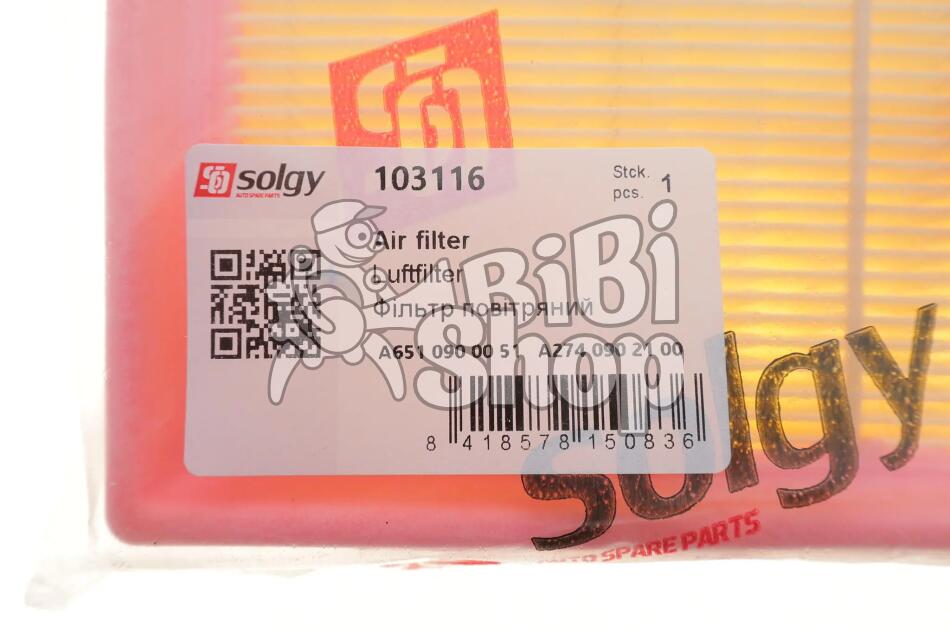 solgy
AUTO SPARE PARTS
103116
Stck.
pcs. 1
Air filter
Luftfilter
Фільтр повітряний
A651 090 00 51 A274 090 21 00
8 418578 150836
BiBi
Shop
solgy
AUTO SPARE PARTS